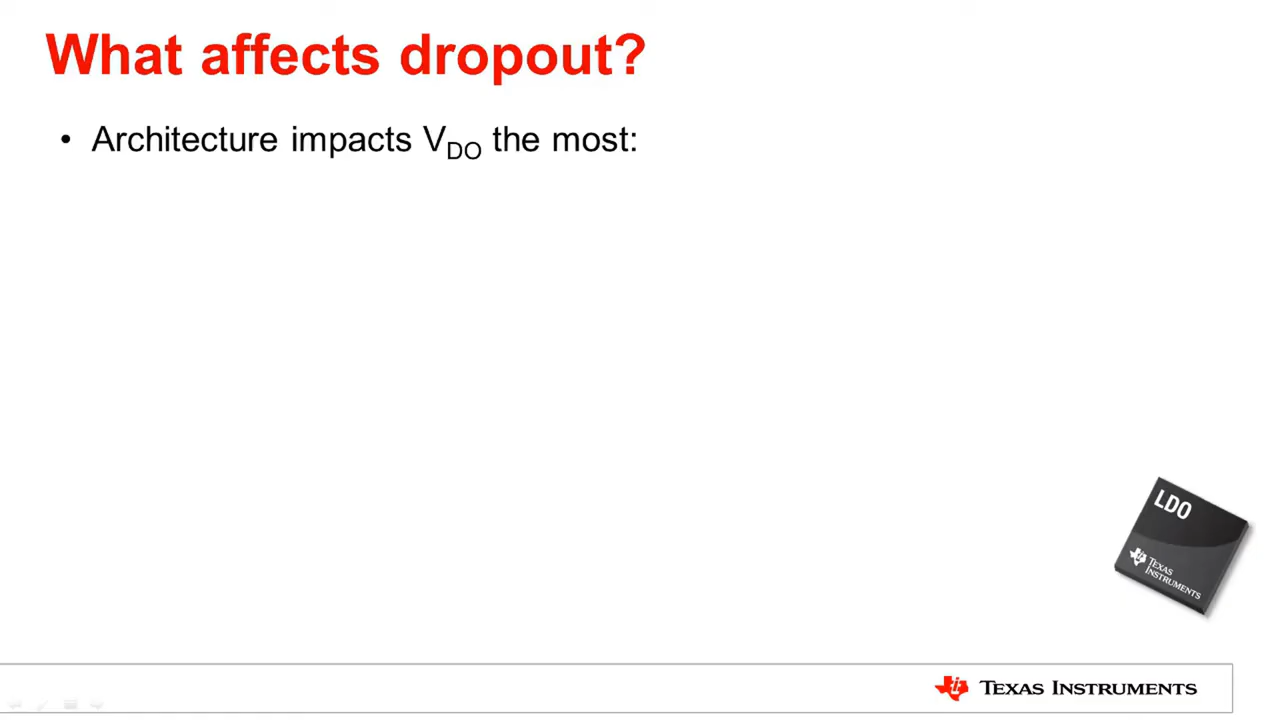 What affects dropout?
• Architecture impacts VDO the most:
LDO
TEXAS
INSTRUMENTS
TEXAS INSTRUMENTS